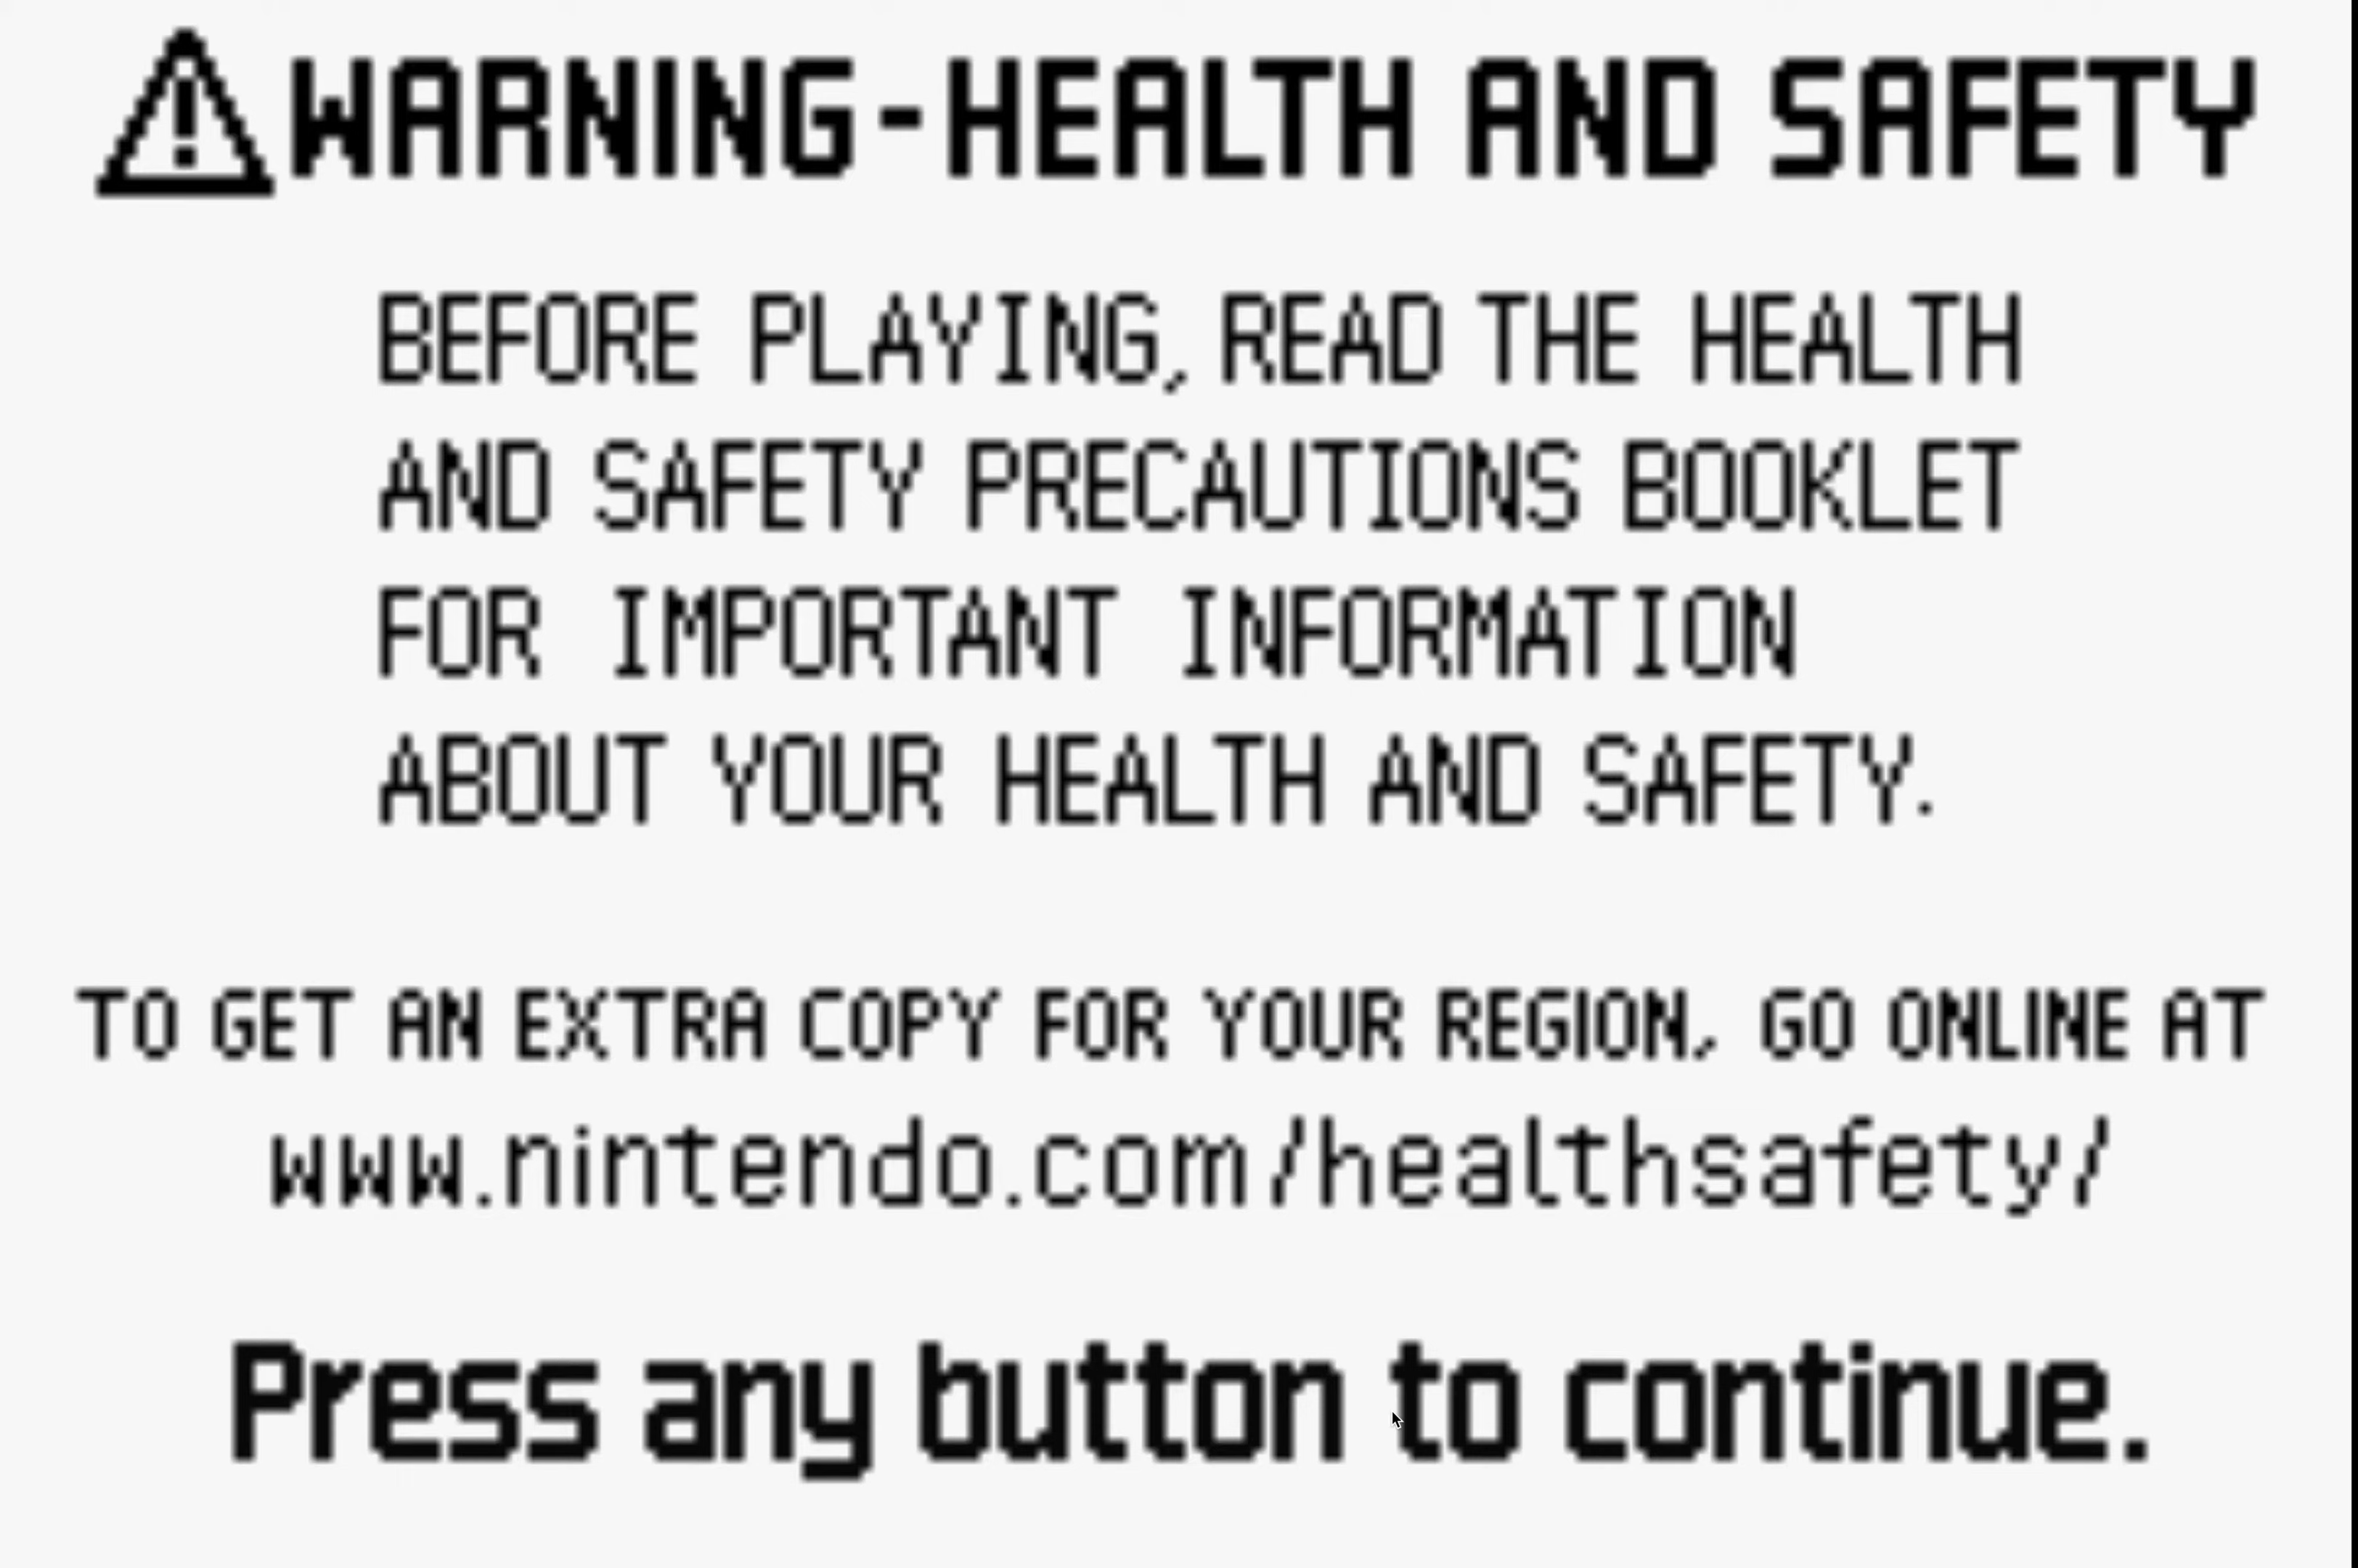 WARNING-HEALTH AND SAFETY
BEFORE PLAYING, READ THE HEALTH
AND SAFETY PRECAUTIONS BOOKLET
FOR IMPORTANT INFORMATION
ABOUT YOUR HEALTH AND SAFETY.
TO GET AN EXTRA COPY FOR YOUR REGION, GO ONLINE AT
www.nintendo.com/healthsafety/
Press any button to continue.